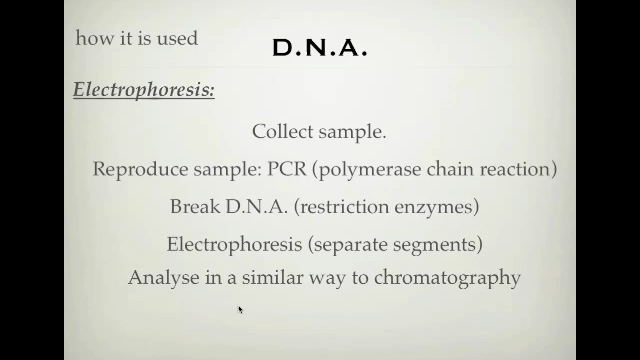 how it is used
D.N.A.
Electrophoresis:
Collect sample.
Reproduce sample: PCR (polymerase chain reaction)
Break D.N.A. (restriction enzymes)
Electrophoresis (separate segments)
Analyse in a similar way to chromatography